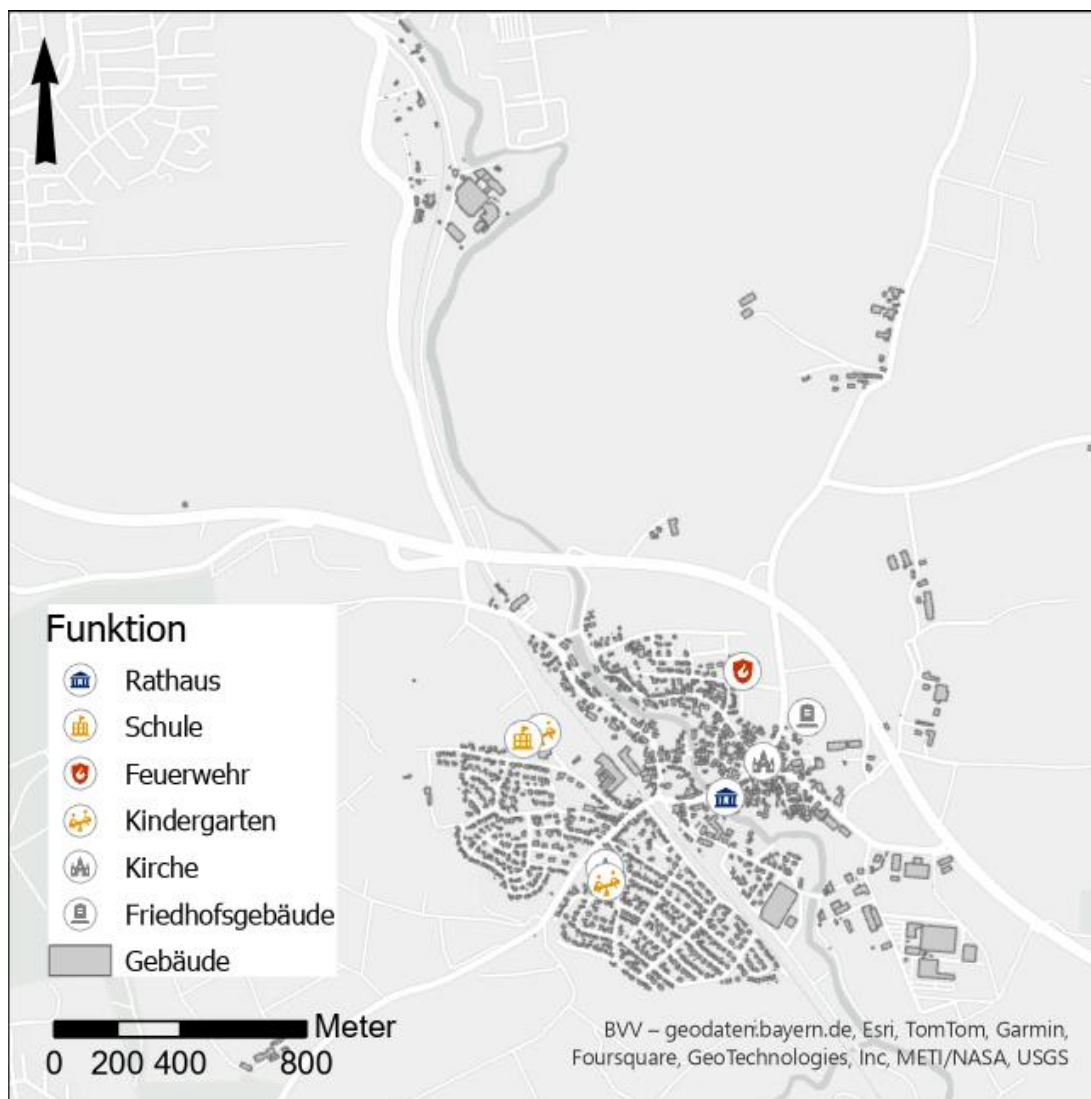 Funktion
Rathaus
Schule
Feuerwehr
Kindergarten
Kirche
Friedhofsgebäude
Gebäude
Meter
0 200 400 800
BVV – geodaten.bayern.de, Esri, TomTom, Garmin,
Foursquare, GeoTechnologies, Inc, METI/NASA, USGS